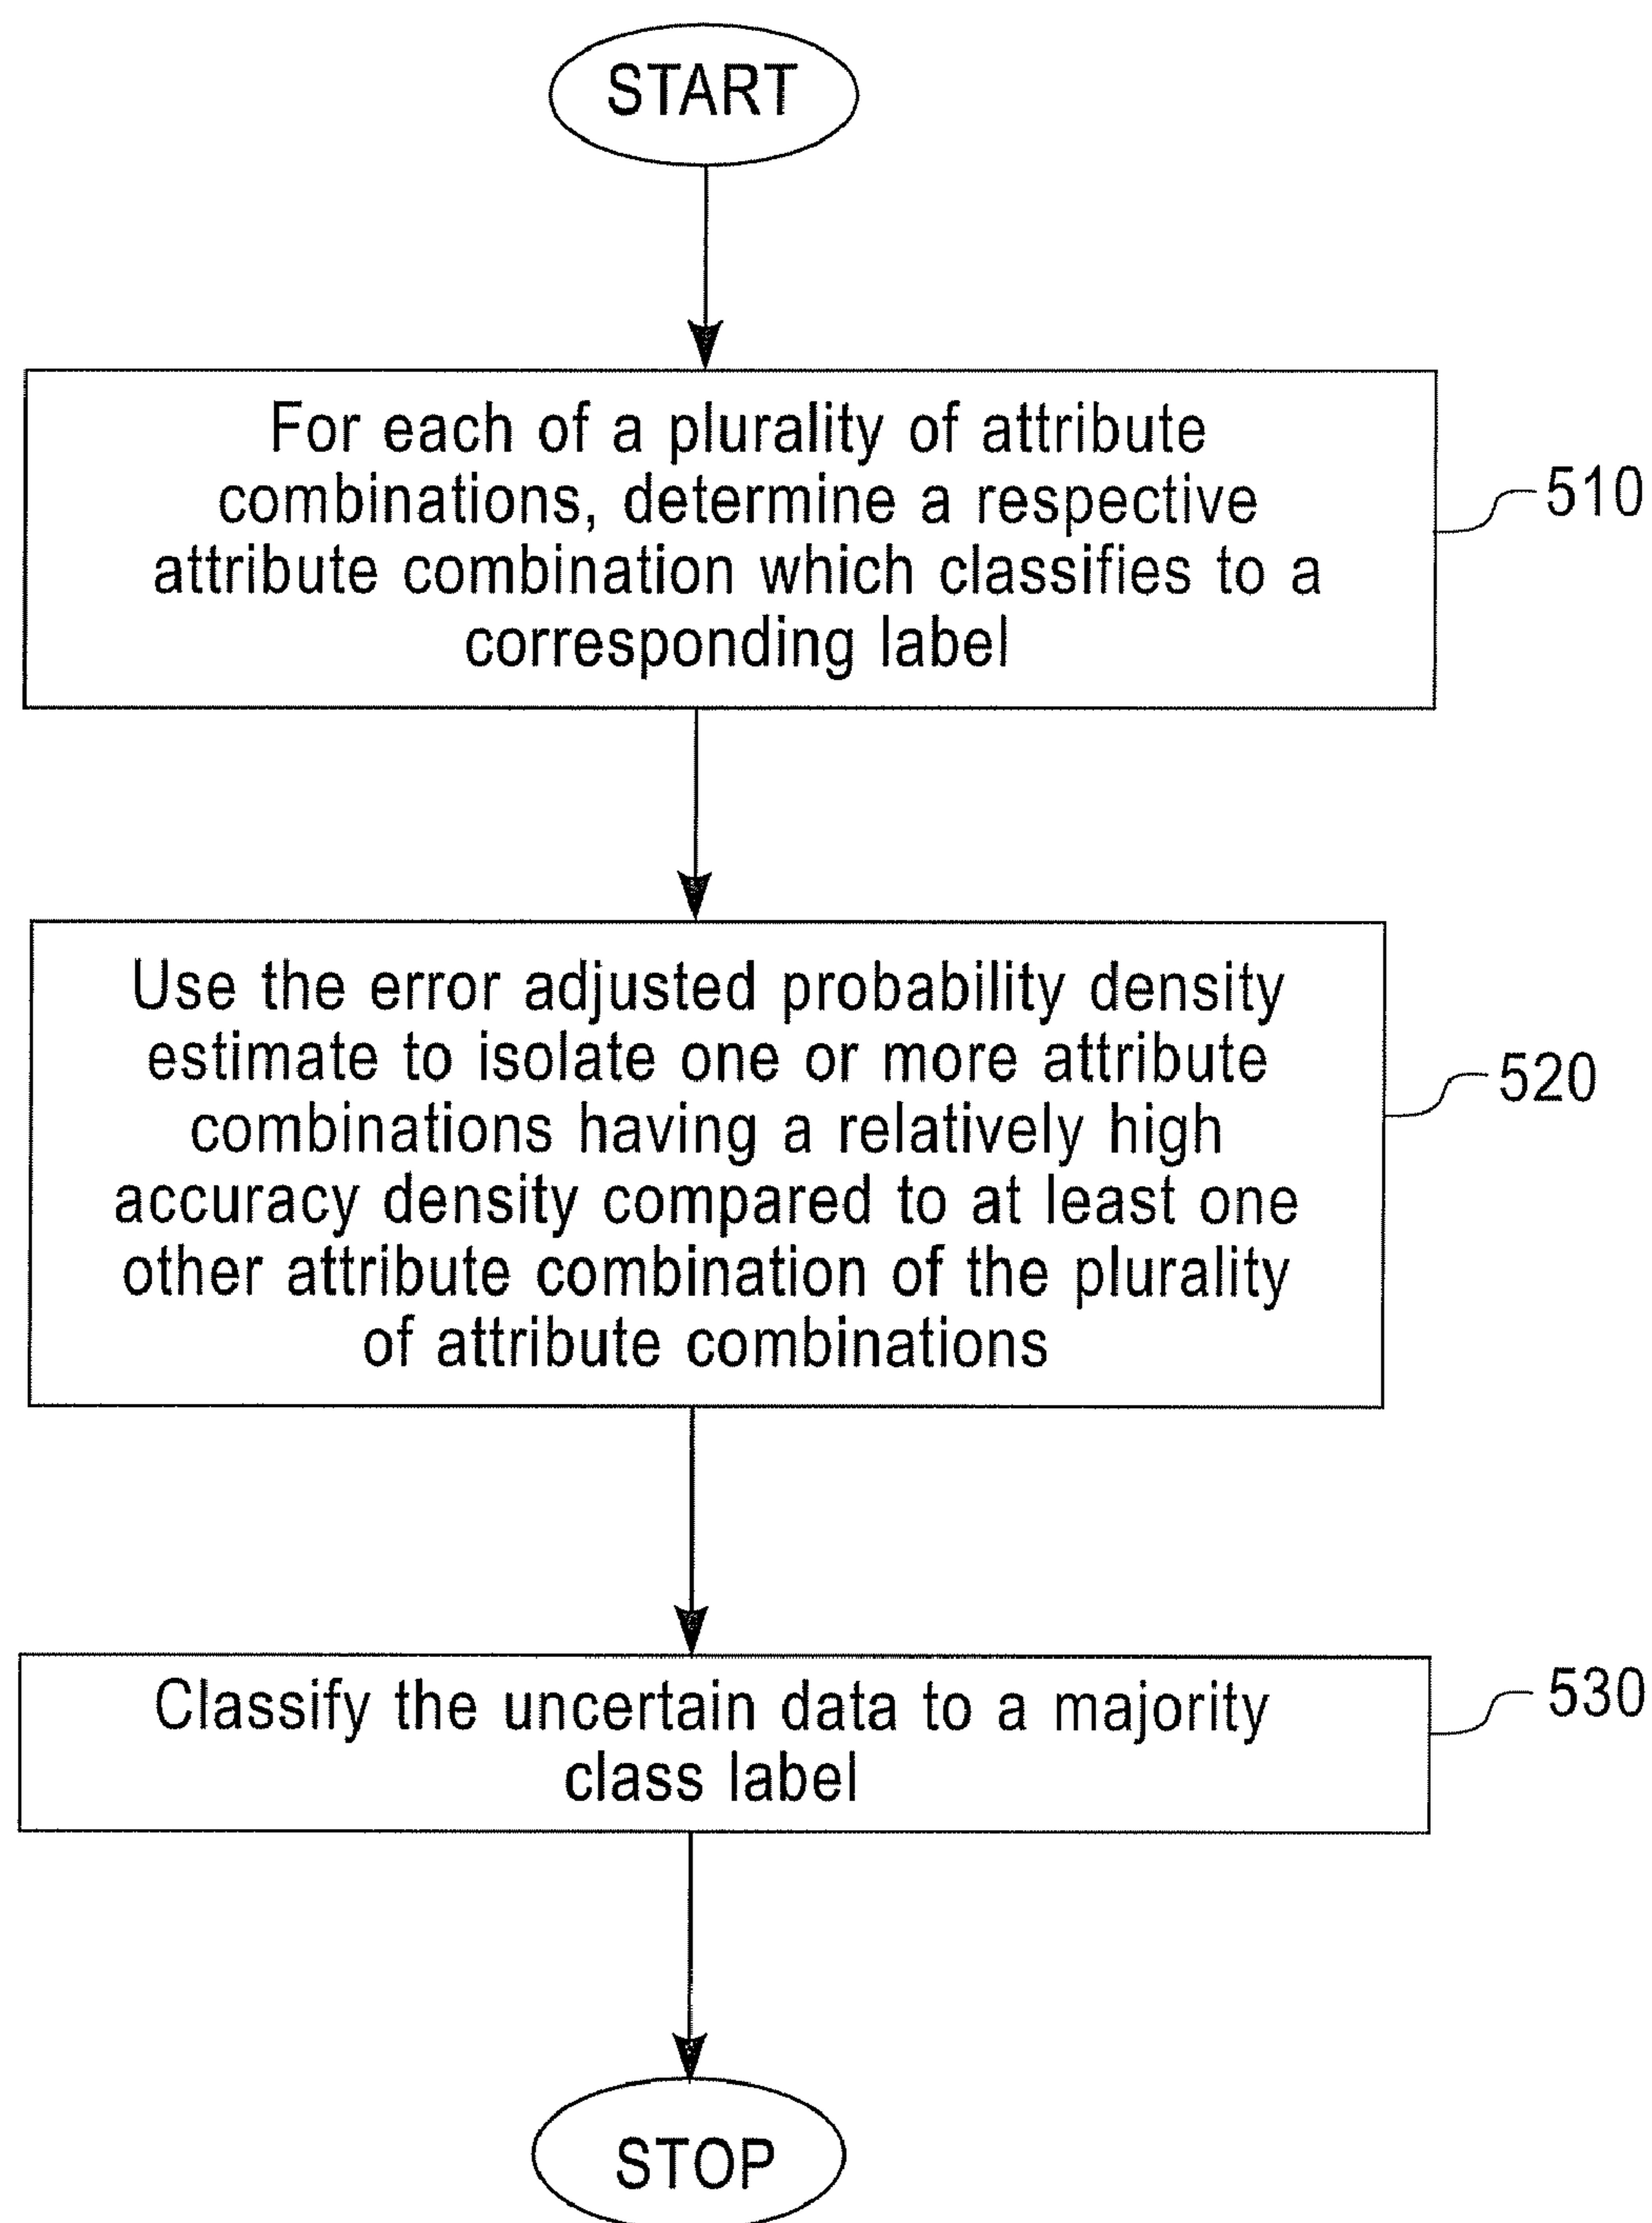 START
For each of a plurality of attribute
combinations, determine a respective
attribute combination which classifies to a
corresponding label
510
Use the error adjusted probability density
estimate to isolate one or more attribute
combinations having a relatively high
accuracy density compared to at least one
other attribute combination of the plurality
of attribute combinations
520
Classify the uncertain data to a majority
class label
530
STOP